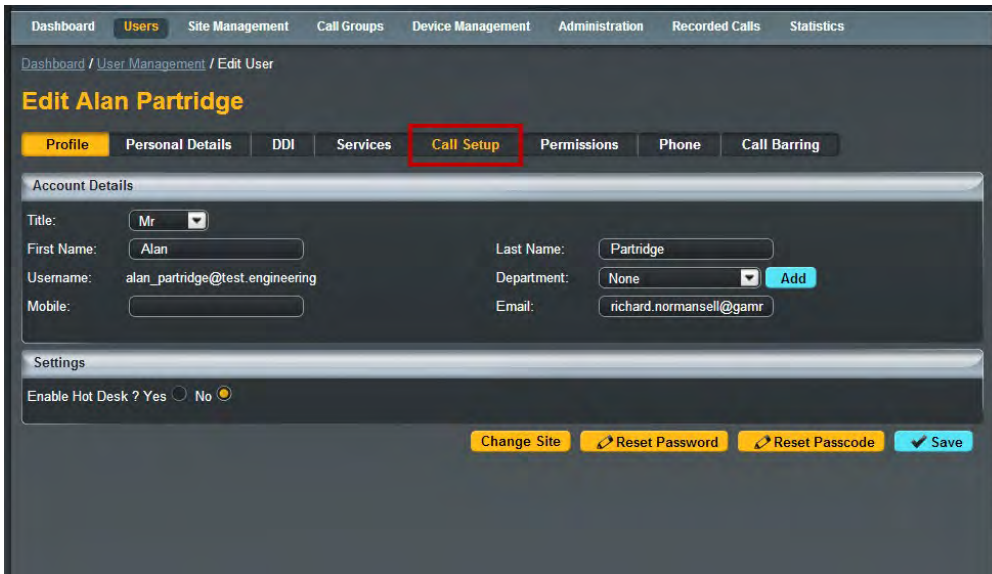 Dashboard Users Site Management Call Groups Device Management Administration Recorded Calls Statistics
Dashboard / User Management / Edit User
Edit Alan Partridge
Profile Personal Details DDI Services Call Setup Permissions Phone Call Barring
Account Details
Title: Mr
First Name: Alan Last Name: Partridge
Username: alan_partridge@test.engineering Department: None Add
Mobile: Email: richard.normansell@gamr
Settings
Enable Hot Desk ? Yes No
Change Site Reset Password Reset Passcode Save